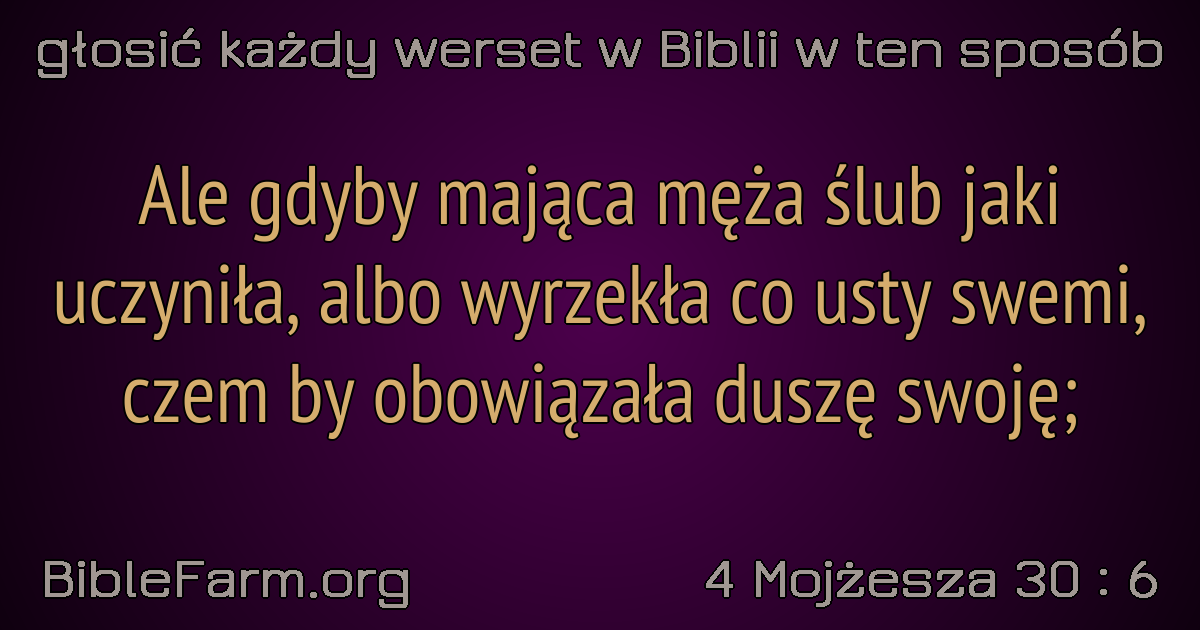 głosić każdy werset w Biblii w ten sposób
Ale gdyby mająca męża ślub jaki
uczyniła, albo wyrzekła co usty swemi,
czem by obowiązała duszę swoję;
BibleFarm.org
4 Mojżesza 30 : 6